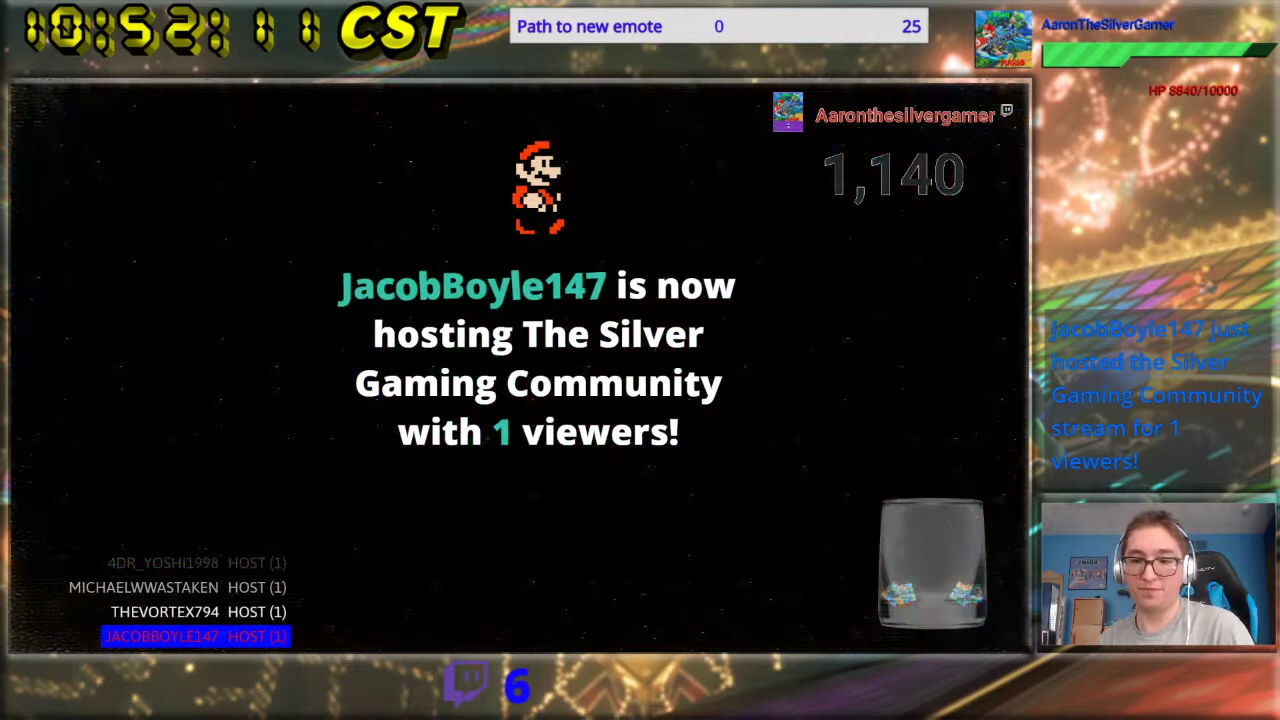 10:52:11 CST
Path to new emote 0 25
AaronTheSilverGamer
HP 8840/10000
Aaronthesilvergamer
1,140
JacobBoyle147 is now
hosting The Silver
Gaming Community
with 1 viewers!
JacobBoyle147 just
hosted the Silver
Gaming Community
stream for 1
viewers!
4DR_YOSHI1998 HOST (1)
MICHAELWWASTAKEN HOST (1)
THEVORTEX794 HOST (1)
JACOBBOYLE147 HOST (1)
6